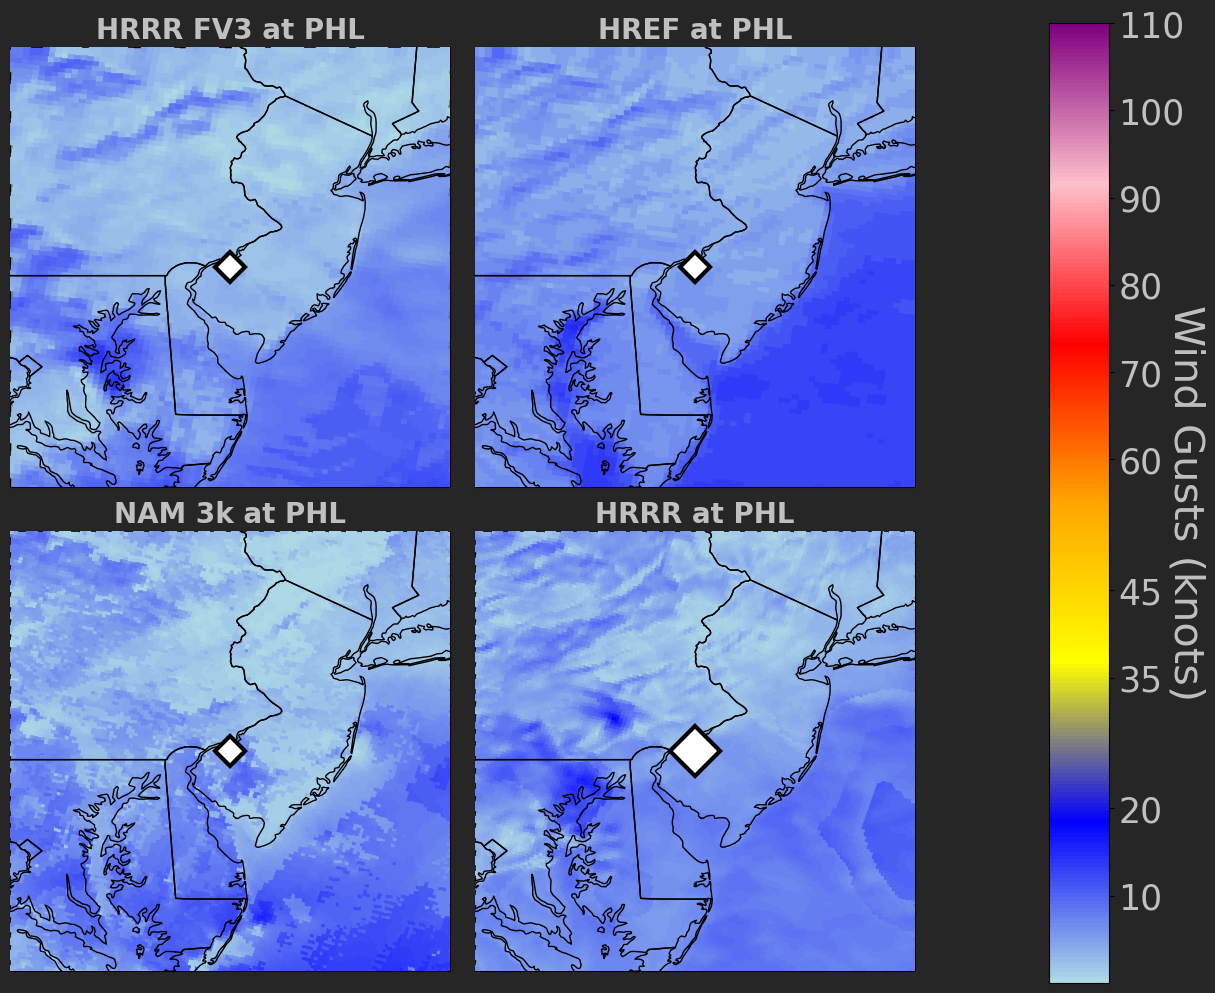 HRRR FV3 at PHL
HREF at PHL
NAM 3k at PHL
HRRR at PHL
110
100
90
80
70
60
45
35
20
10
Wind Gusts (knots)